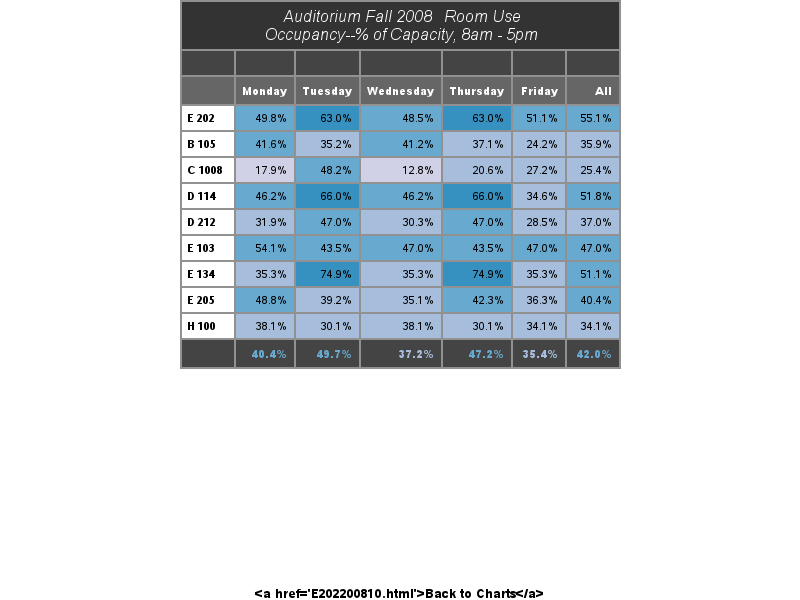 Auditorium Fall 2008 Room Use
Occupancy--% of Capacity, 8am - 5pm
Monday Tuesday Wednesday Thursday Friday All
E 202 49.8% 63.0% 48.5% 63.0% 51.1% 55.1%
B 105 41.6% 35.2% 41.2% 37.1% 24.2% 35.9%
C 1008 17.9% 48.2% 12.8% 20.6% 27.2% 25.4%
D 114 46.2% 66.0% 46.2% 66.0% 34.6% 51.8%
D 212 31.9% 47.0% 30.3% 47.0% 28.5% 37.0%
E 103 54.1% 43.5% 47.0% 43.5% 47.0% 47.0%
E 134 35.3% 74.9% 35.3% 74.9% 35.3% 51.1%
E 205 48.8% 39.2% 35.1% 42.3% 36.3% 40.4%
H 100 38.1% 30.1% 38.1% 30.1% 34.1% 34.1%
40.4% 49.7% 37.2% 47.2% 35.4% 42.0%
<a href='E202200810.html'>Back to Charts</a>